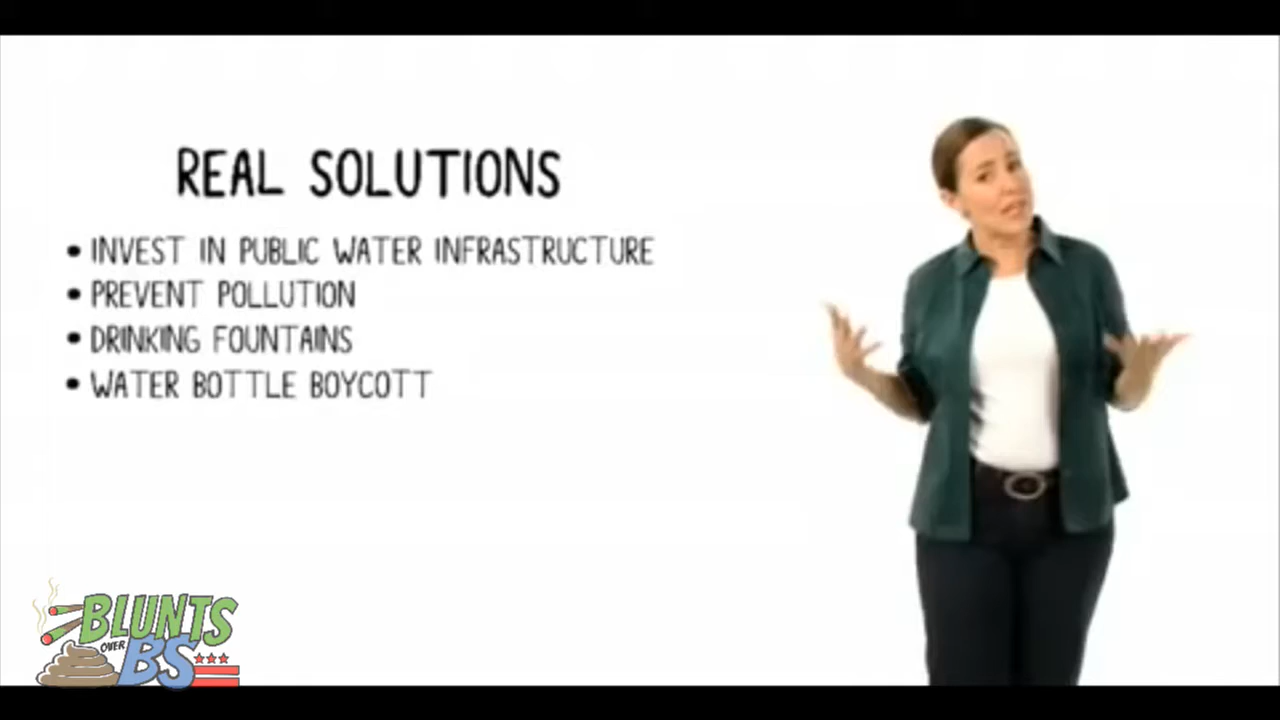 REAL SOLUTIONS
• INVEST IN PUBLIC WATER INFRASTRUCTURE
• PREVENT POLLUTION
• DRINKING FOUNTAINS
• WATER BOTTLE BOYCOTT
BLUNTS
OVER
BS